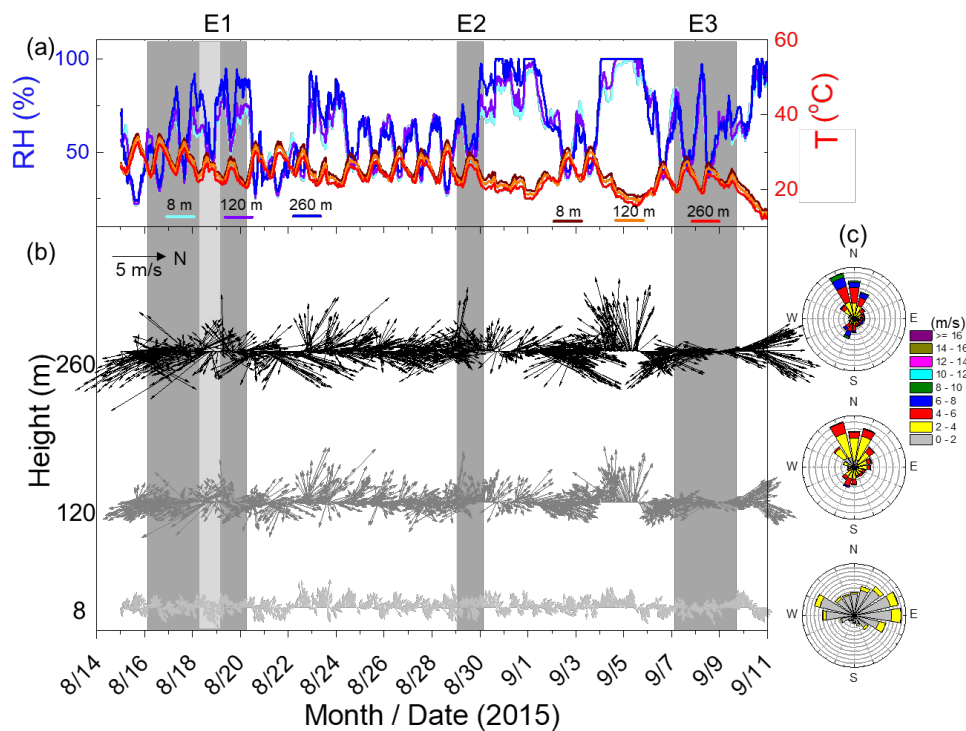 E1 E2 E3
(a)
RH (%)
100
50
60
40
20
T (°C)
8 m 120 m 260 m 8 m 120 m 260 m
(b)
5 m/s N
Height (m)
260
120
8
8/14 8/16 8/18 8/20 8/22 8/24 8/26 8/28 8/30 9/1 9/3 9/5 9/7 9/9 9/11
Month / Date (2015)
(c)
N
W E
S
(m/s)
>= 16
14 - 16
12 - 14
10 - 12
8 - 10
6 - 8
4 - 6
2 - 4
0 - 2
N
W E
S
N
W E
S